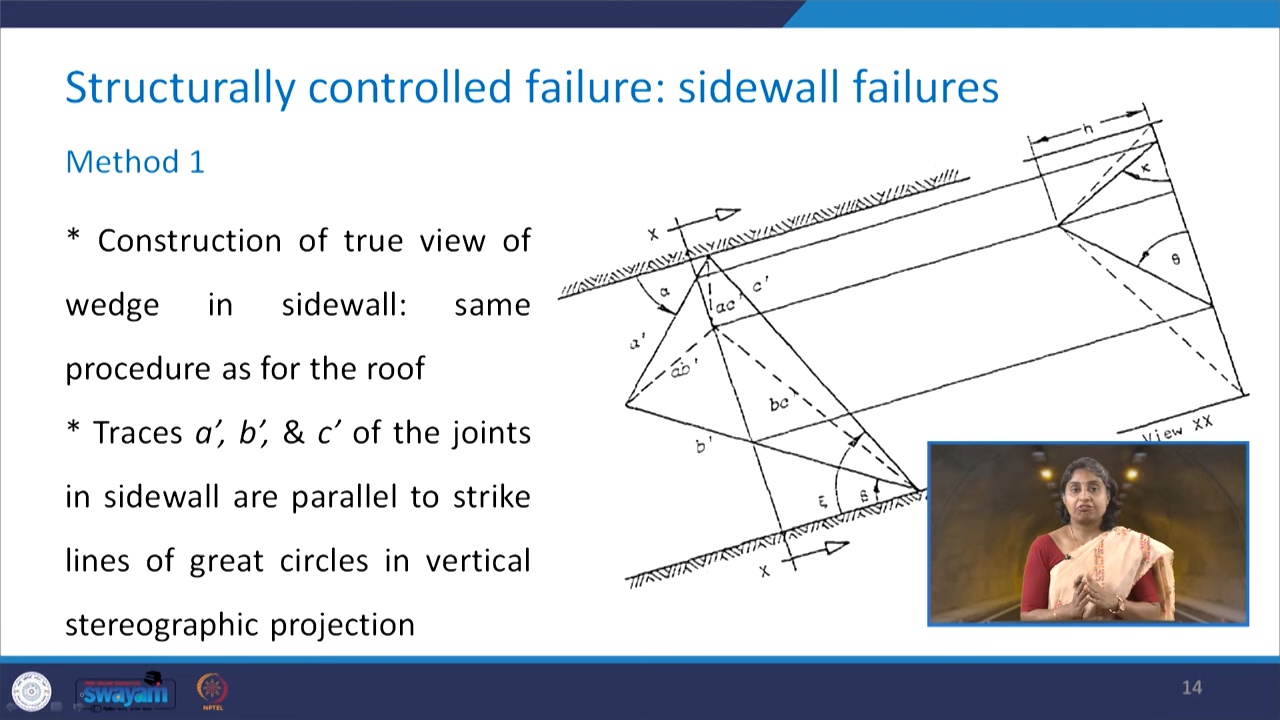 Structurally controlled failure: sidewall failures
Method 1
* Construction of true view of
wedge in sidewall: same
procedure as for the roof
* Traces a′, b′, & c′ of the joints
in sidewall are parallel to strike
lines of great circles in vertical
stereographic projection
h
x
α
θ
x
ac'
c'
a'
ab'
bc'
b'
ξ
x
View XX
swayam
NPTEL
14